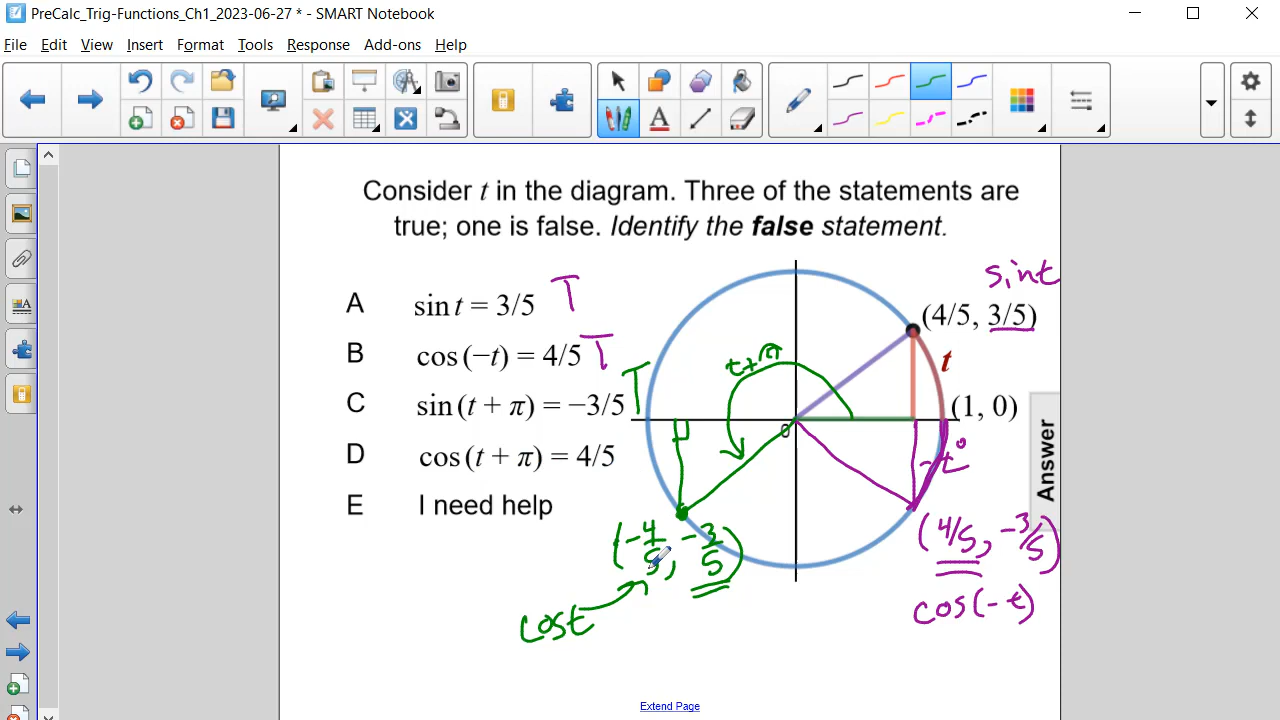 PreCalc_Trig-Functions_Ch1_2023-06-27 * - SMART Notebook
File Edit View Insert Format Tools Response Add-ons Help
Consider t in the diagram. Three of the statements are
true; one is false. Identify the false statement.
sint
A sin t = 3/5 T
(4/5, 3/5)
B cos (−t) = 4/5 T
t+π
t
C sin (t + π) = −3/5 T
(1, 0)
0
D cos (t + π) = 4/5
-t°
Answer
E I need help
(-4/5, -3/5)
(4/5, -3/5)
cost
cos(-t)
Extend Page